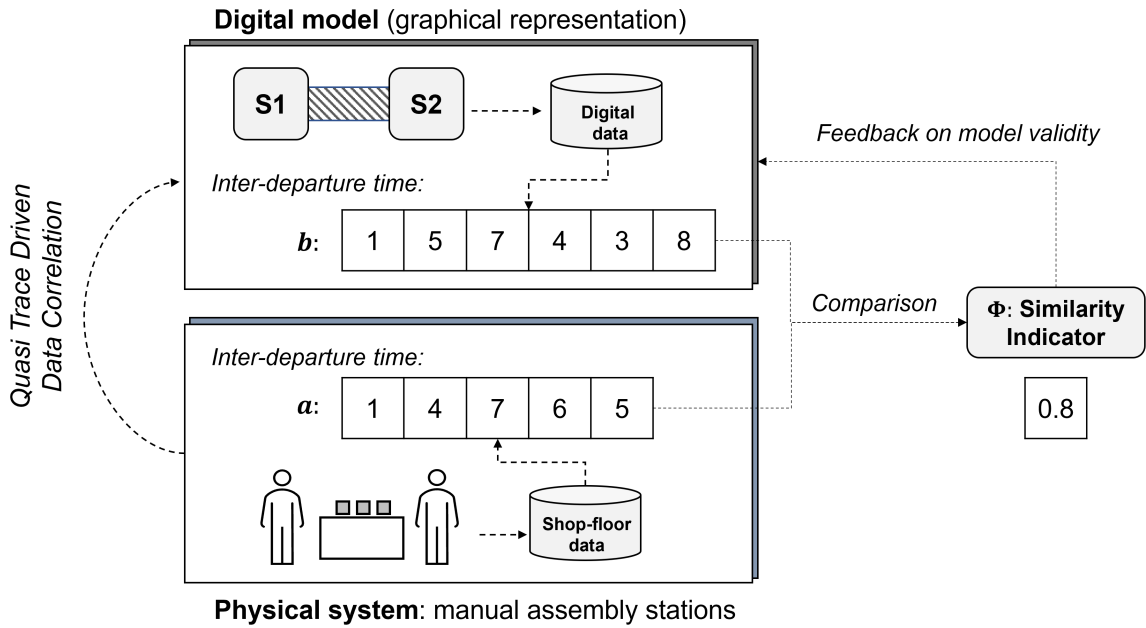 Digital model (graphical representation)
S1
S2
Digital
data
Inter-departure time:
b:
1 5 7 4 3 8
Quasi Trace Driven
Data Correlation
Feedback on model validity
Comparison
Φ: Similarity
Indicator
0.8
Inter-departure time:
a:
1 4 7 6 5
Shop-floor
data
Physical system: manual assembly stations